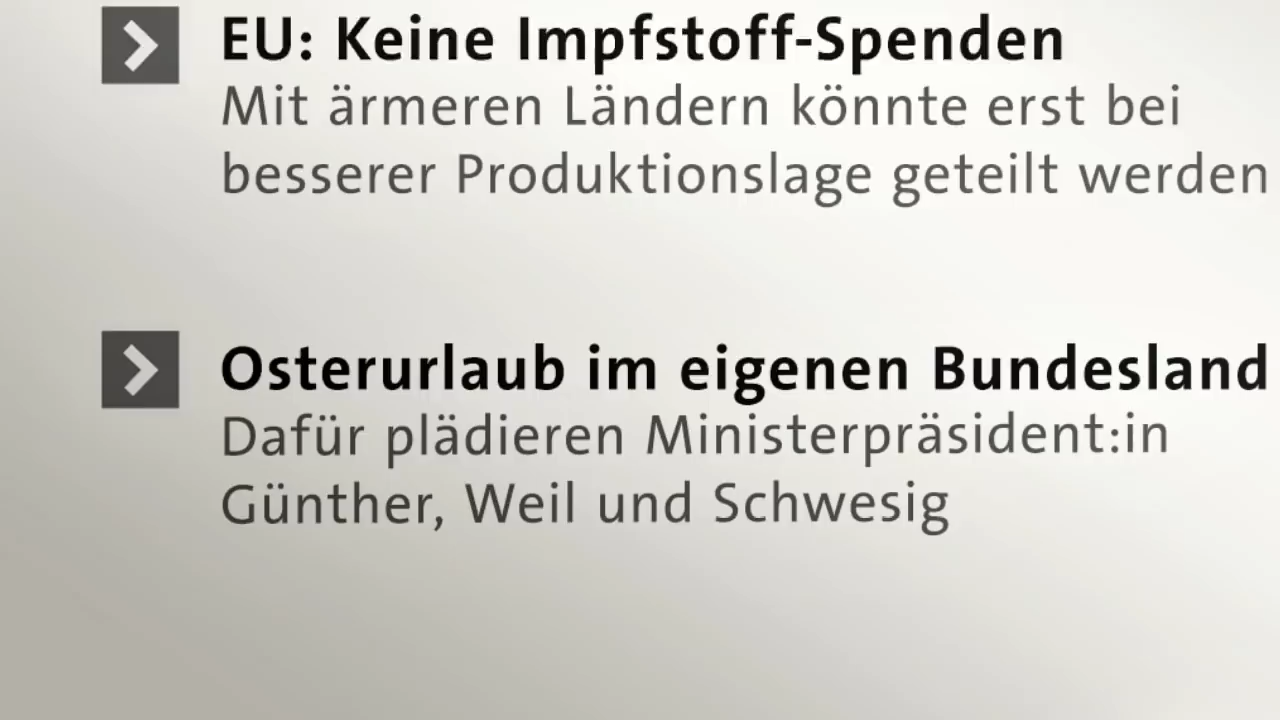 EU: Keine Impfstoff-Spenden
Mit ärmeren Ländern könnte erst bei
besserer Produktionslage geteilt werden
Osterurlaub im eigenen Bundesland
Dafür plädieren Ministerpräsident:in
Günther, Weil und Schwesig